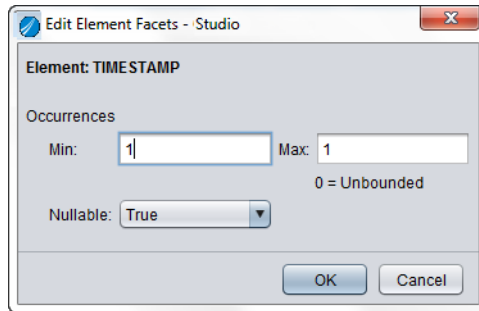 Edit Element Facets - Studio
Element: TIMESTAMP
Occurrences
Min: 1 Max: 1
0 = Unbounded
Nullable: True
OK Cancel